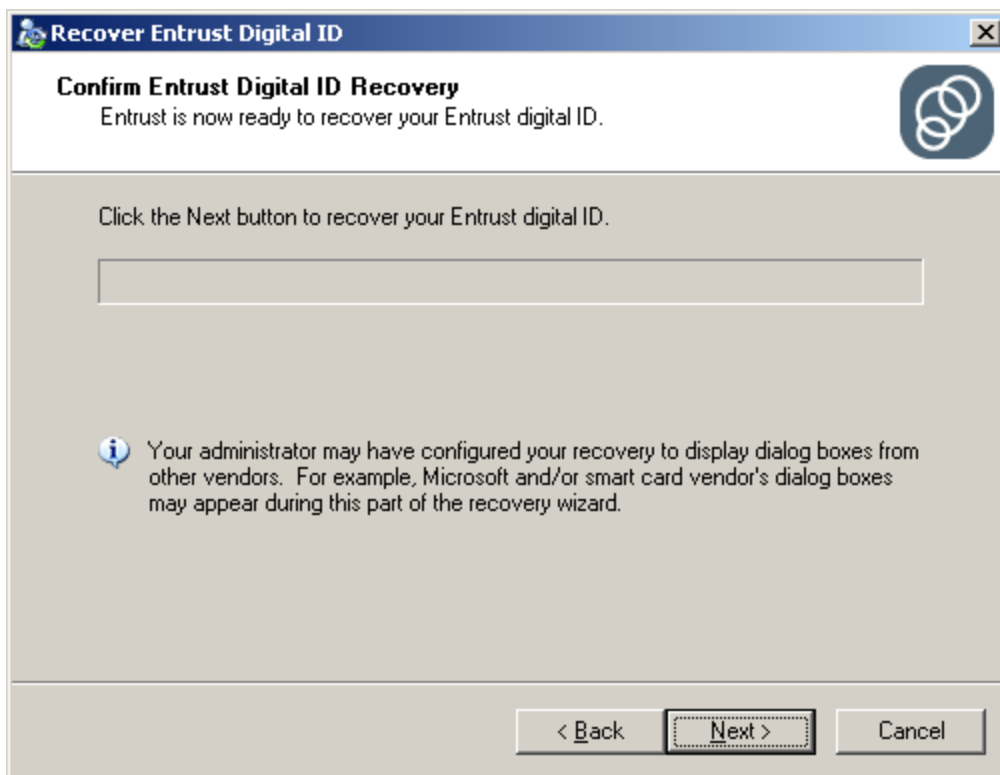 Recover Entrust Digital ID
Confirm Entrust Digital ID Recovery
Entrust is now ready to recover your Entrust digital ID.
Click the Next button to recover your Entrust digital ID.
Your administrator may have configured your recovery to display dialog boxes from
other vendors.  For example, Microsoft and/or smart card vendor's dialog boxes
may appear during this part of the recovery wizard.
< Back
Next >
Cancel